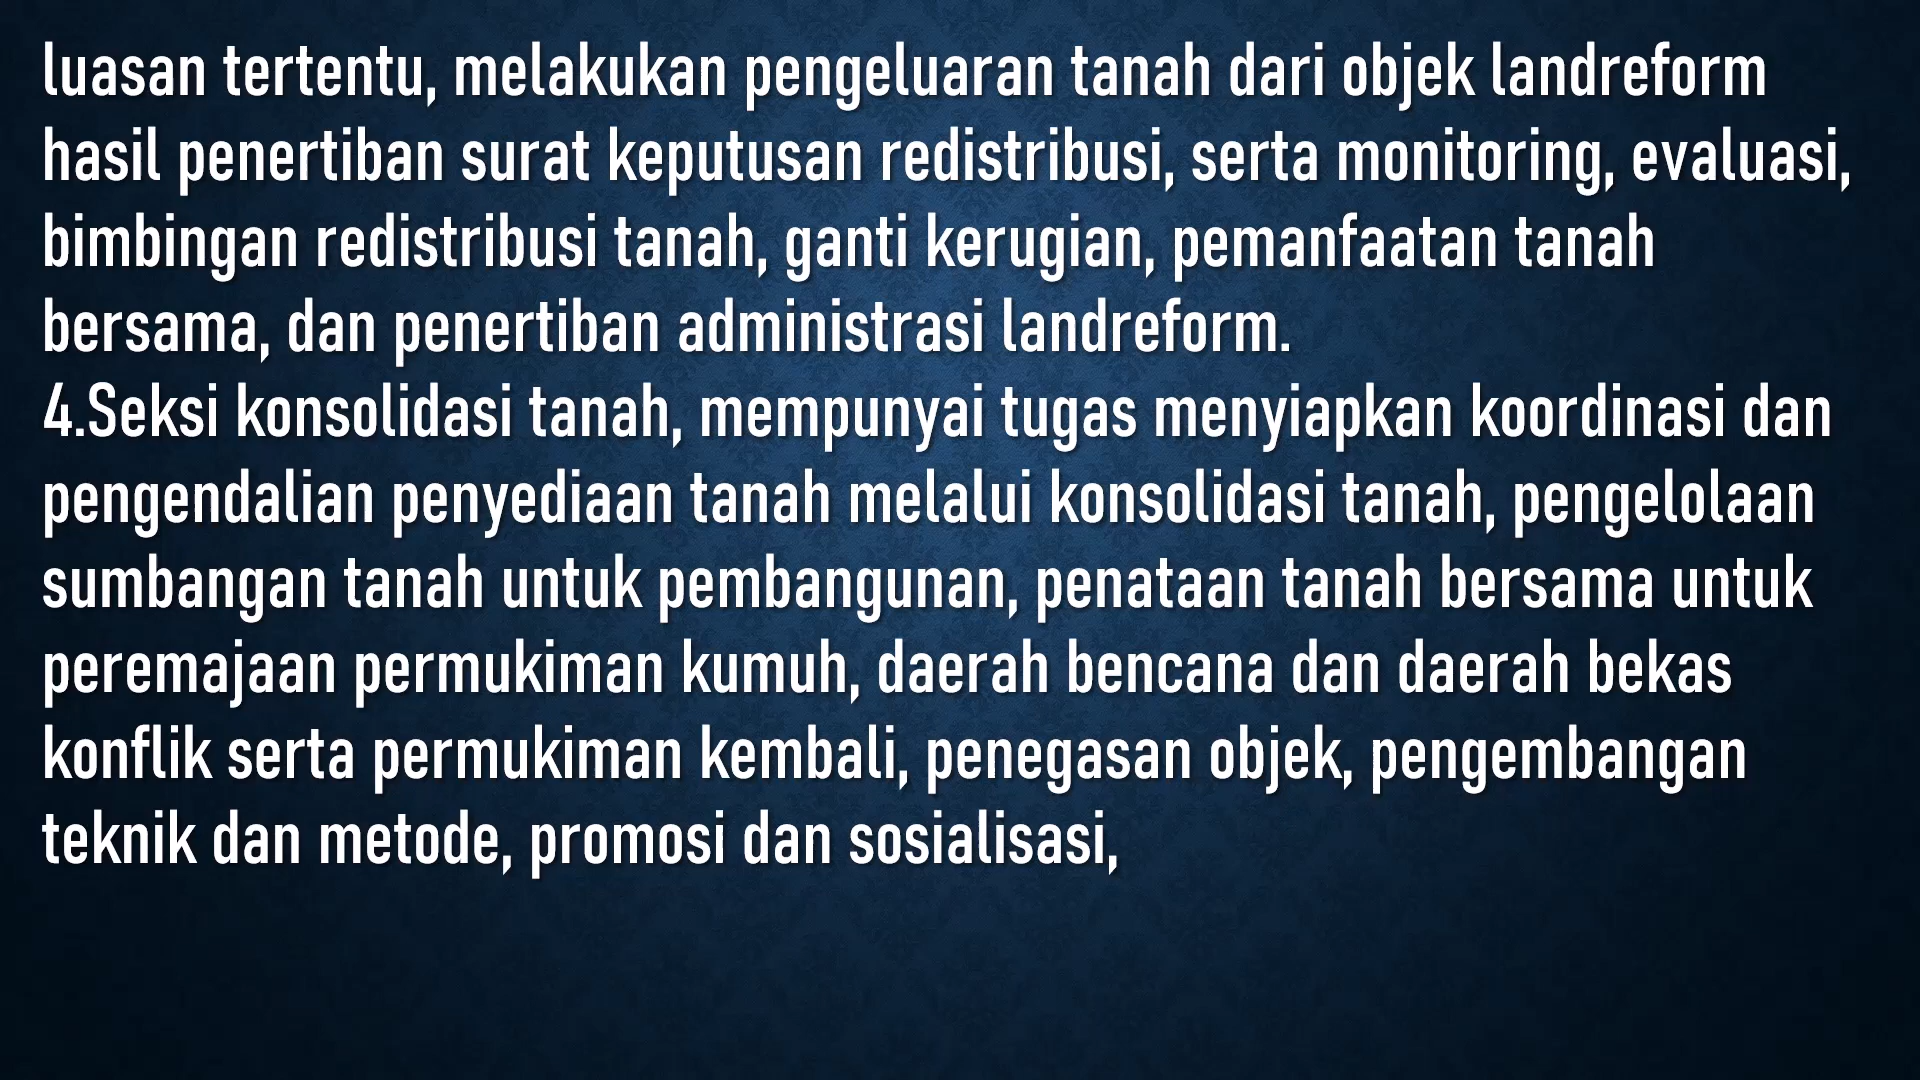 luasan tertentu, melakukan pengeluaran tanah dari objek landreform
hasil penertiban surat keputusan redistribusi, serta monitoring, evaluasi,
bimbingan redistribusi tanah, ganti kerugian, pemanfaatan tanah
bersama, dan penertiban administrasi landreform.
4.Seksi konsolidasi tanah, mempunyai tugas menyiapkan koordinasi dan
pengendalian penyediaan tanah melalui konsolidasi tanah, pengelolaan
sumbangan tanah untuk pembangunan, penataan tanah bersama untuk
peremajaan permukiman kumuh, daerah bencana dan daerah bekas
konflik serta permukiman kembali, penegasan objek, pengembangan
teknik dan metode, promosi dan sosialisasi,